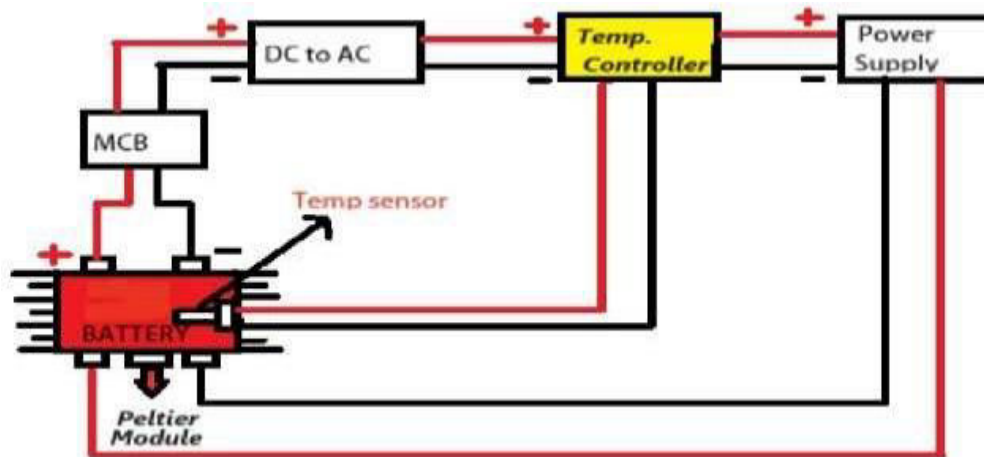 +
+
+
DC to AC
Temp.
Controller
Power
Supply
−
−
−
MCB
Temp sensor
+
−
BATTERY
Peltier
Module